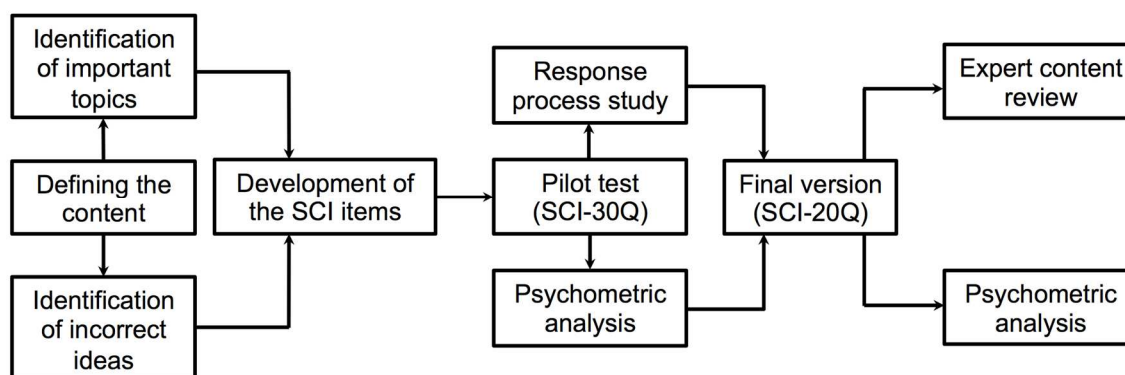 Identification
of important
topics
Defining the
content
Identification
of incorrect
ideas
Development of
the SCI items
Response
process study
Pilot test
(SCI-30Q)
Psychometric
analysis
Final version
(SCI-20Q)
Expert content
review
Psychometric
analysis